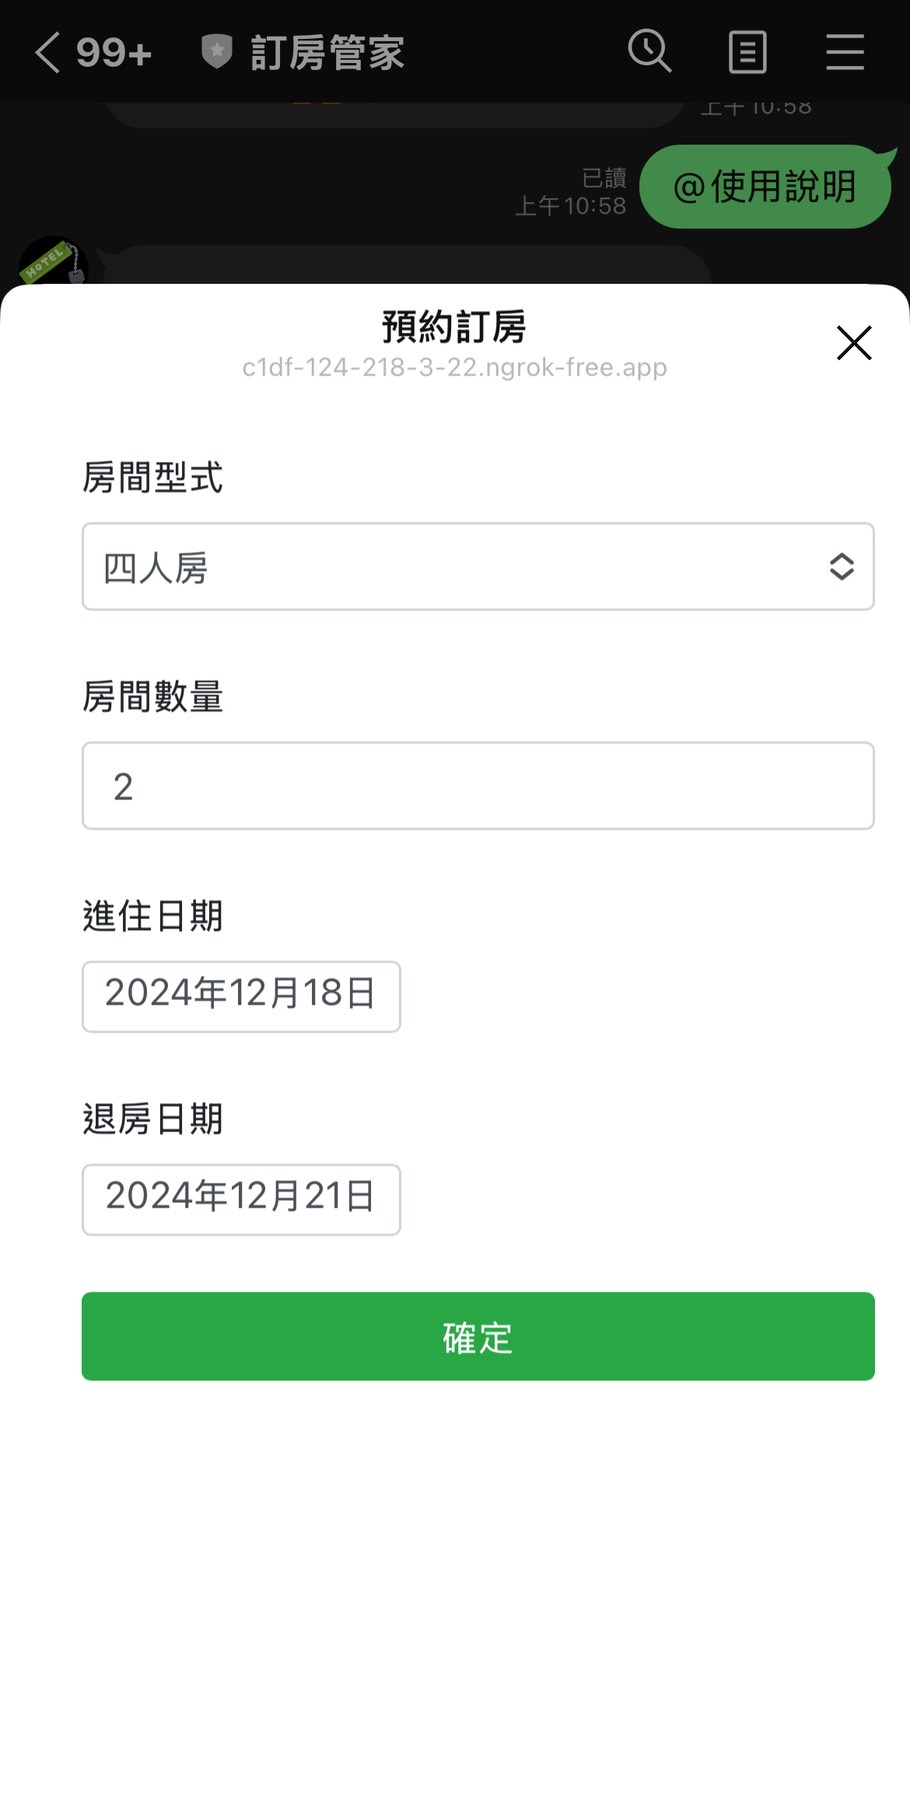 99+ 訂房管家
上午10:58
已讀
上午10:58
@使用說明
HOTEL
預約訂房
c1df-124-218-3-22.ngrok-free.app
房間型式
四人房
房間數量
2
進住日期
2024年12月18日
退房日期
2024年12月21日
確定